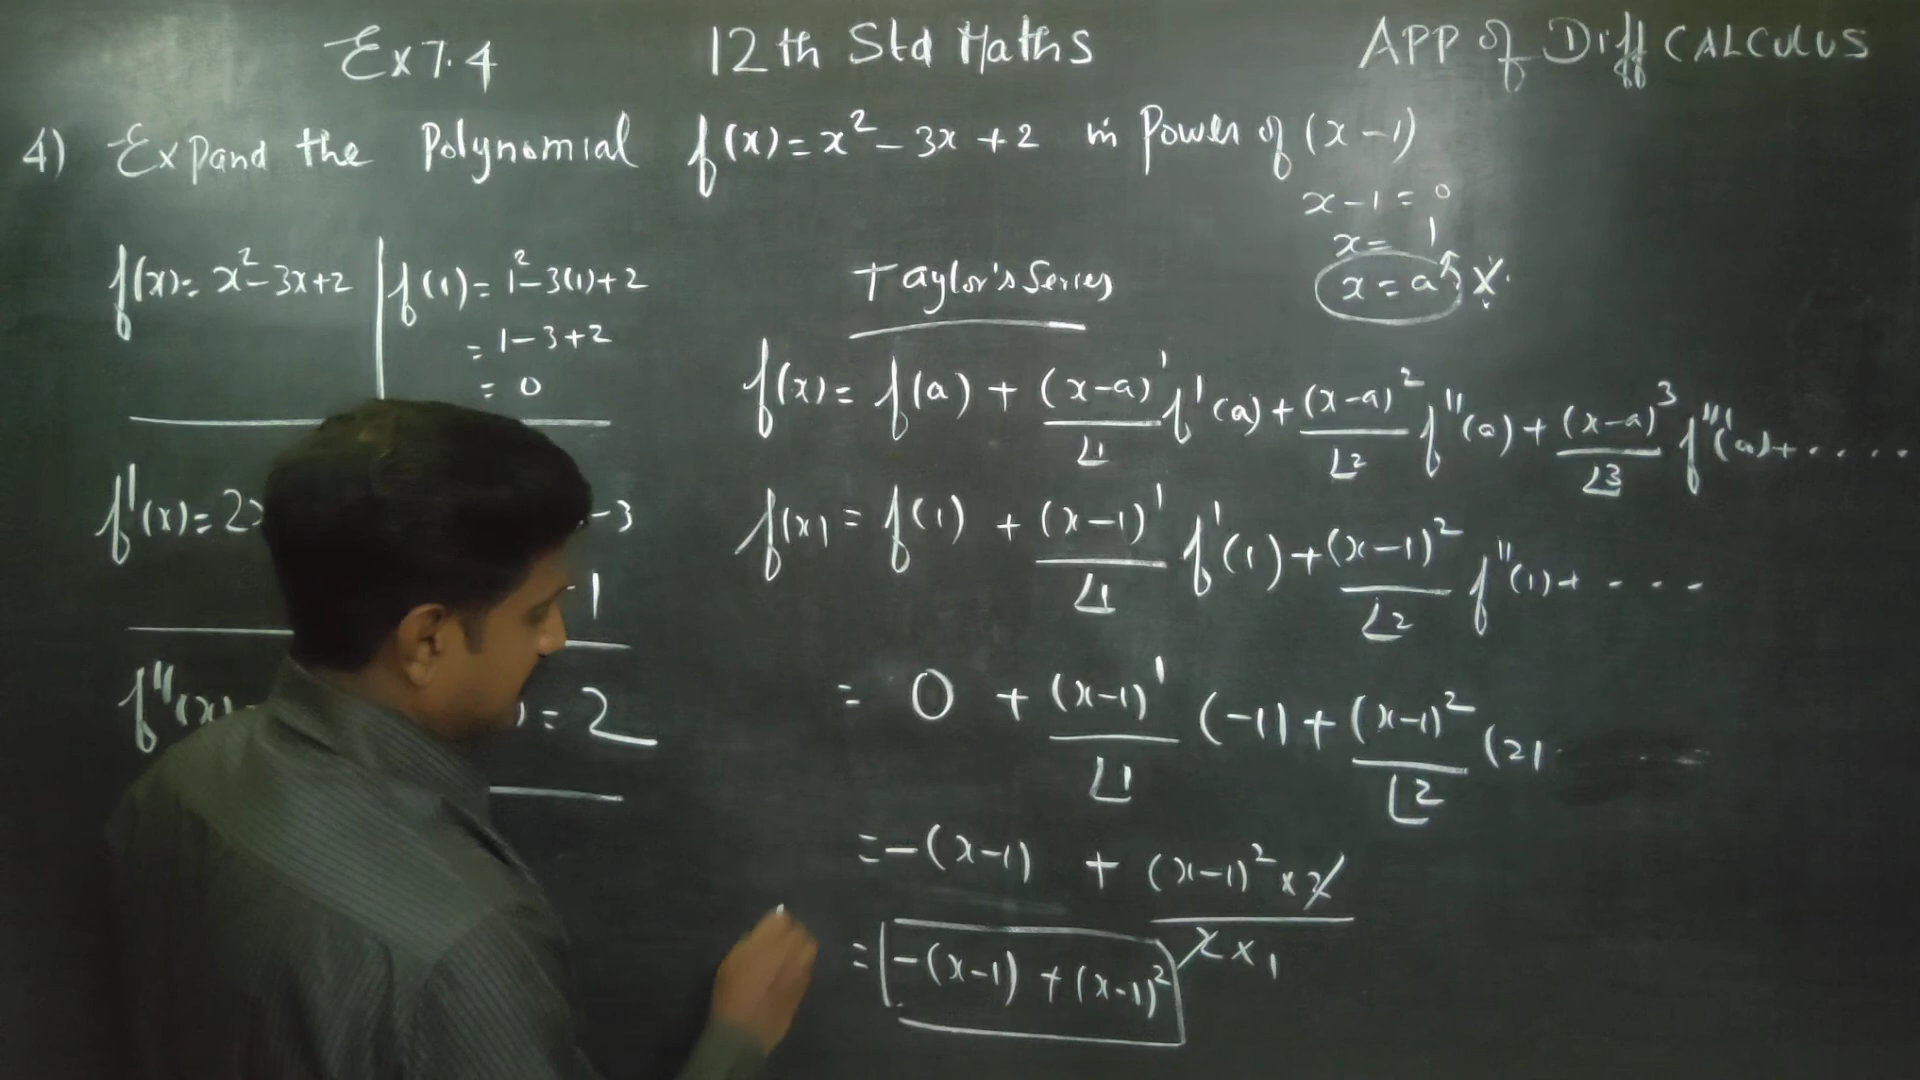 Ex 7.4 12th Std Maths APP of Diff CALCULUS
4) Expand the Polynomial f(x) = x² - 3x + 2 in Power of (x - 1)
x - 1 = 0
x = 1
x = a
f(x) = x² - 3x + 2 | f(1) = 1² - 3(1) + 2
= 1 - 3 + 2
= 0
f'(x) = 2x - 3
- 1
f''(x) = 2
Taylor's Series
f(x) = f(a) + (x-a)¹/∠1 f'(a) + (x-a)²/∠2 f''(a) + (x-a)³/∠3 f'''(a) + .....
f(x) = f(1) + (x-1)¹/∠1 f'(1) + (x-1)²/∠2 f''(1) + ....
= 0 + (x-1)¹/∠1 (-1) + (x-1)²/∠2 (2)
= -(x-1) + (x-1)² × 2/2 × 1
= -(x-1) + (x-1)²